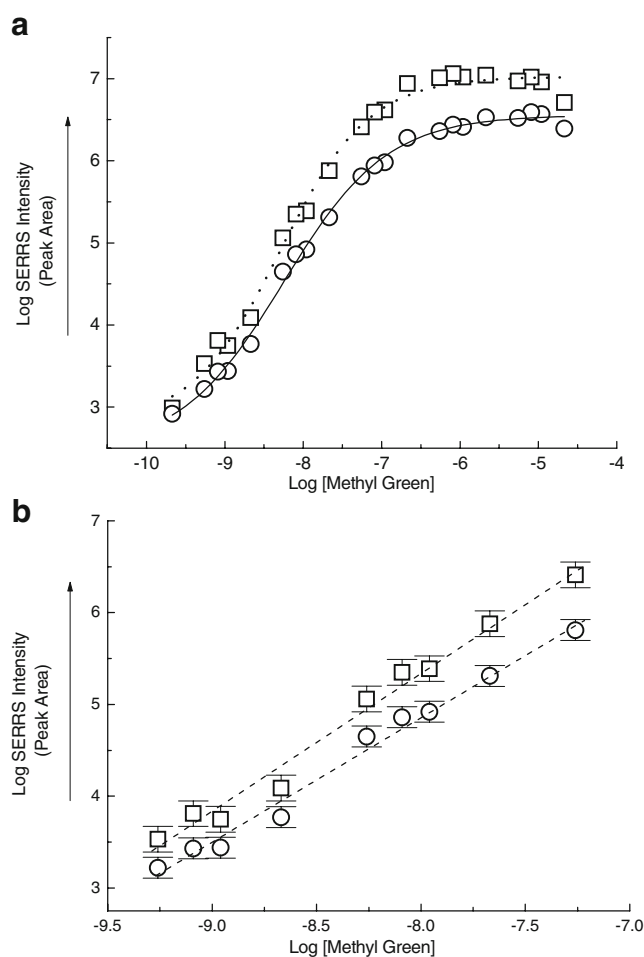 a
Log SERRS Intensity
(Peak Area)
7
6
5
4
3
-10 -9 -8 -7 -6 -5 -4
Log [Methyl Green]
b
Log SERRS Intensity
(Peak Area)
7
6
5
4
3
-9.5 -9.0 -8.5 -8.0 -7.5 -7.0
Log [Methyl Green]